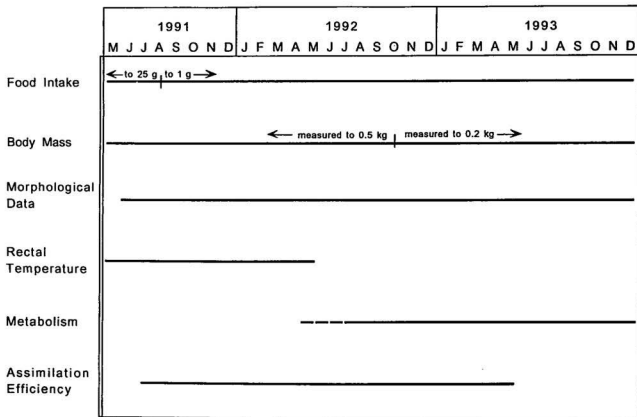 1991 1992 1993
M J J A S O N D J F M A M J J A S O N D J F M A M J J A S O N D
to 25 g to 1 g
Food Intake
measured to 0.5 kg measured to 0.2 kg
Body Mass
Morphological
Data
Rectal
Temperature
Metabolism
Assimilation
Efficiency